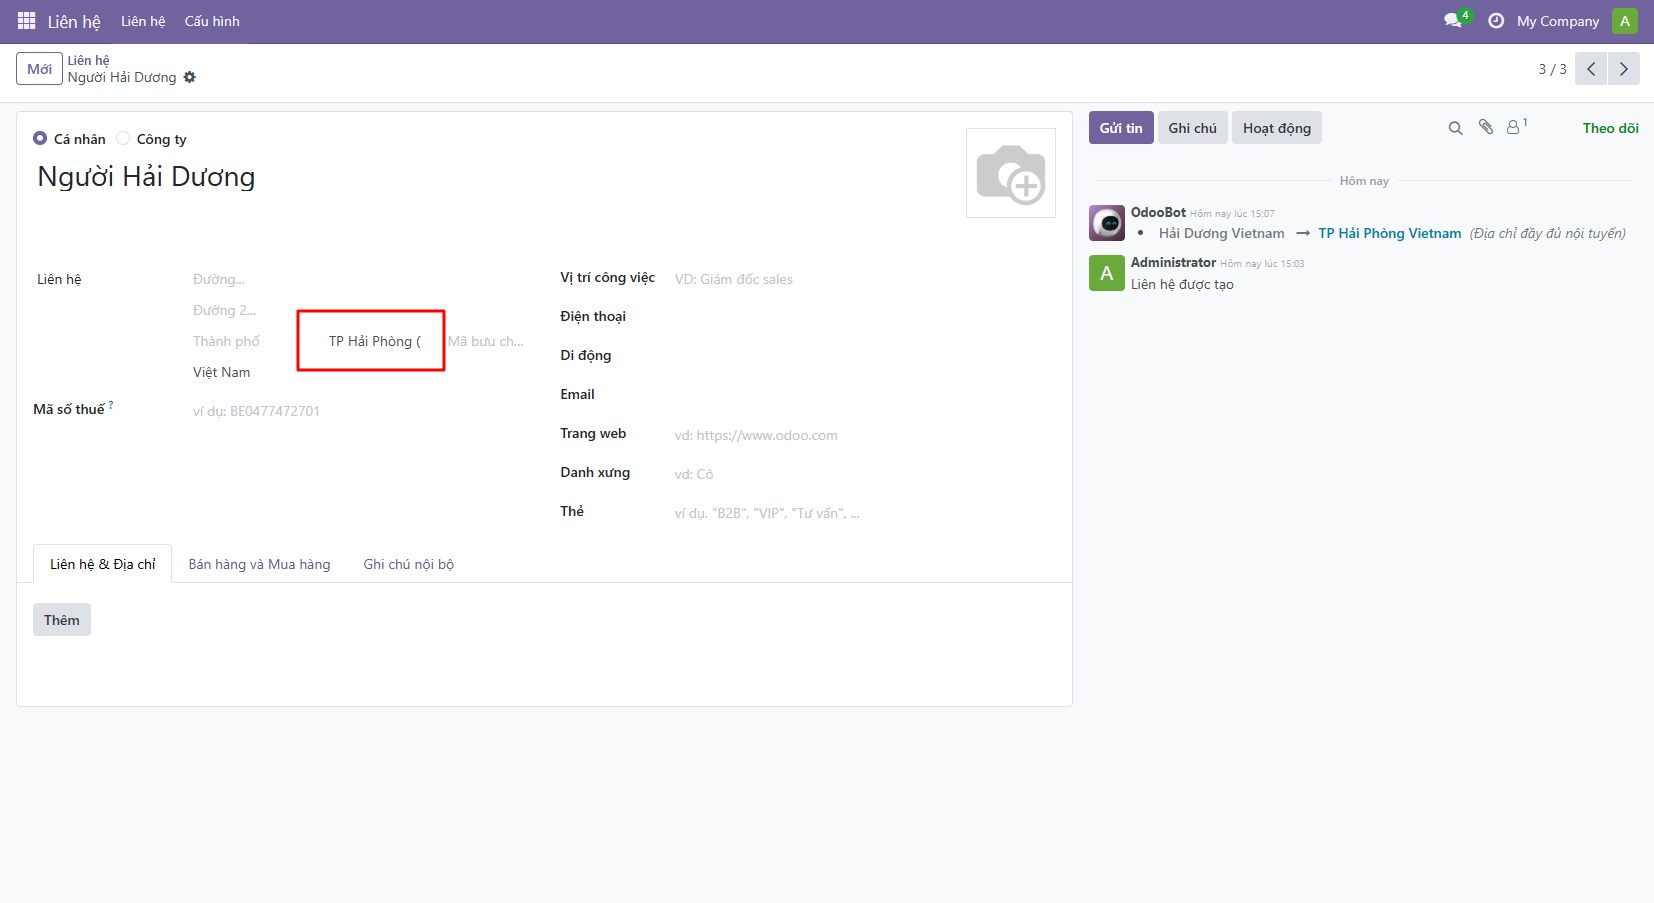 Liên hệ Liên hệ Cấu hình 4 My Company A
Mới Liên hệ
Người Hải Dương 3 / 3
Cá nhân Công ty
Người Hải Dương
Liên hệ Đường...
Đường 2...
Thành phố TP Hải Phòng ( Mã bưu ch...
Việt Nam
Mã số thuế ? ví dụ: BE0477472701
Vị trí công việc VD: Giám đốc sales
Điện thoại
Di động
Email
Trang web vd: https://www.odoo.com
Danh xưng vd: Cô
Thẻ ví dụ. "B2B", "VIP", "Tư vấn", ...
Liên hệ & Địa chỉ Bán hàng và Mua hàng Ghi chú nội bộ
Thêm
Gửi tin Ghi chú Hoạt động 1 Theo dõi
Hôm nay
OdooBot Hôm nay lúc 15:07
• Hải Dương Vietnam → TP Hải Phòng Vietnam (Địa chỉ đầy đủ nội tuyến)
A Administrator Hôm nay lúc 15:03
Liên hệ được tạo